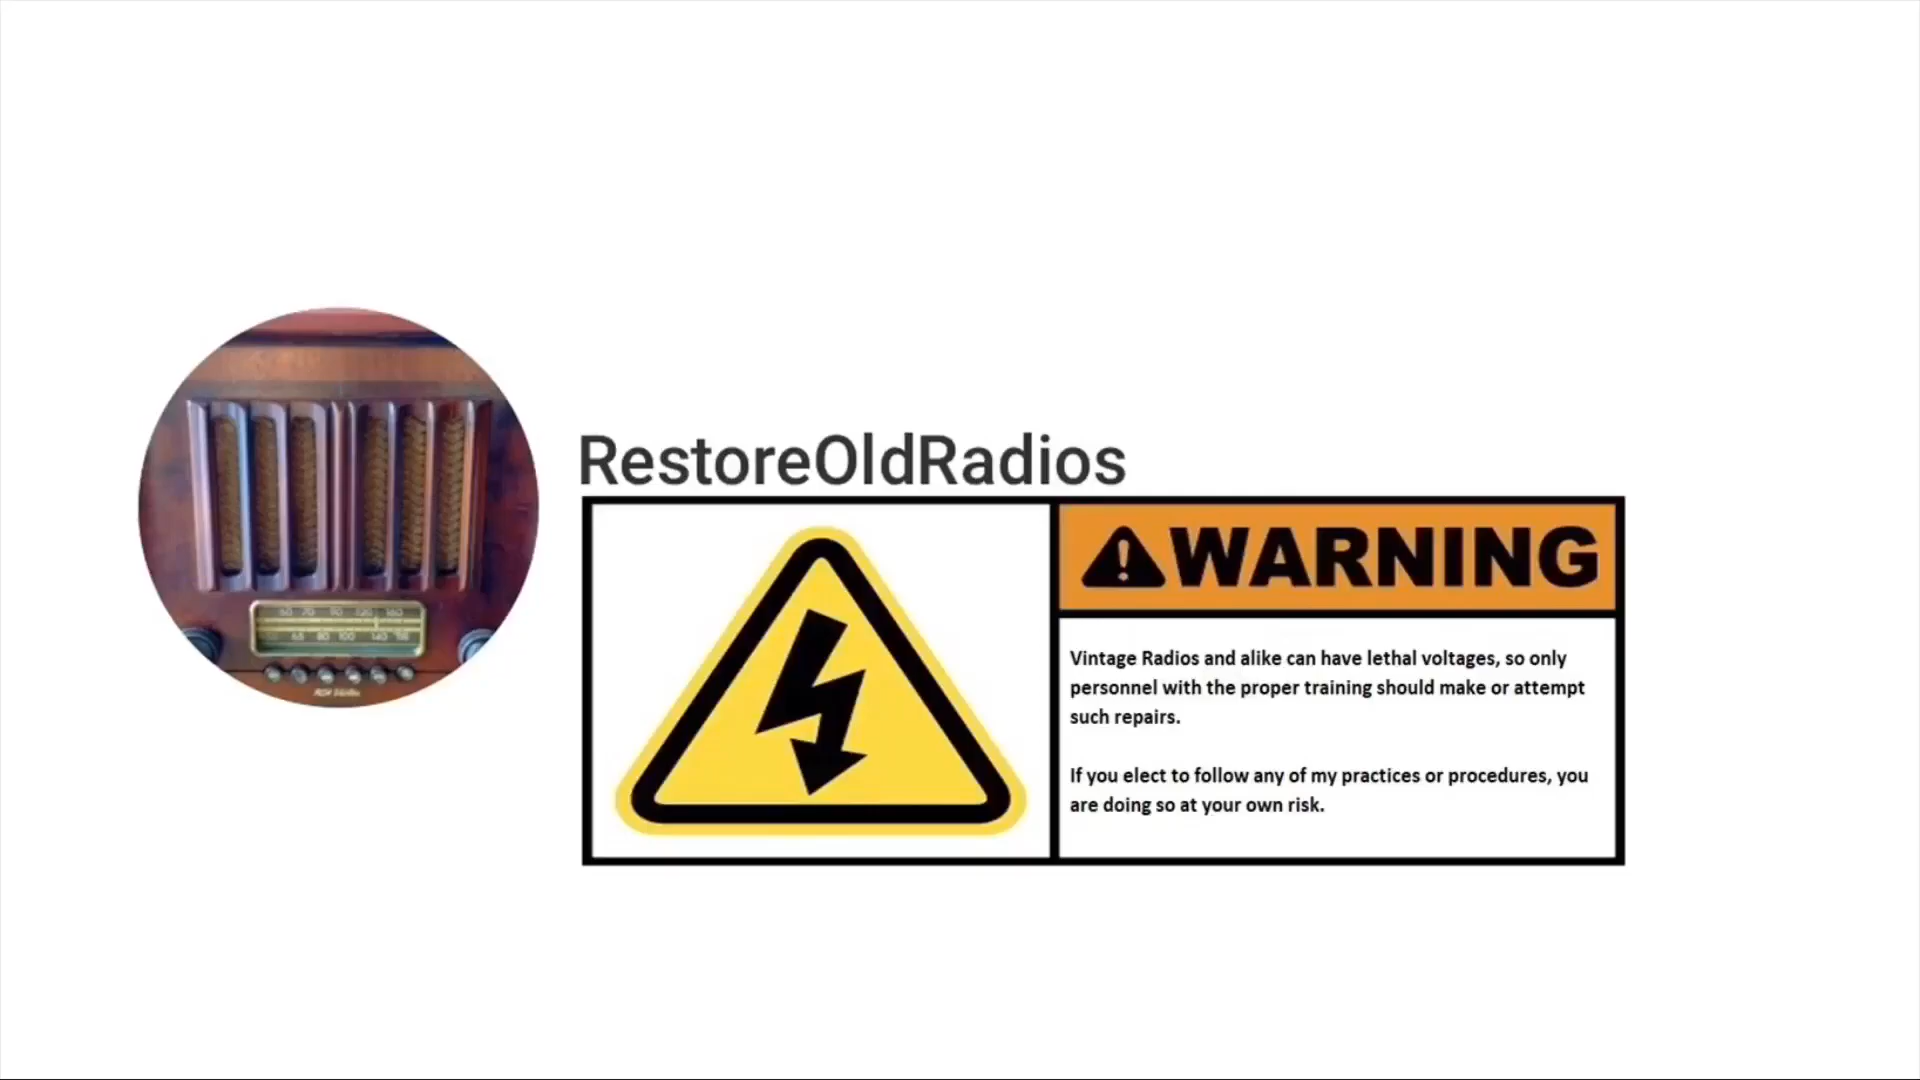 RestoreOldRadios
WARNING
Vintage Radios and alike can have lethal voltages, so only
personnel with the proper training should make or attempt
such repairs.
If you elect to follow any of my practices or procedures, you
are doing so at your own risk.